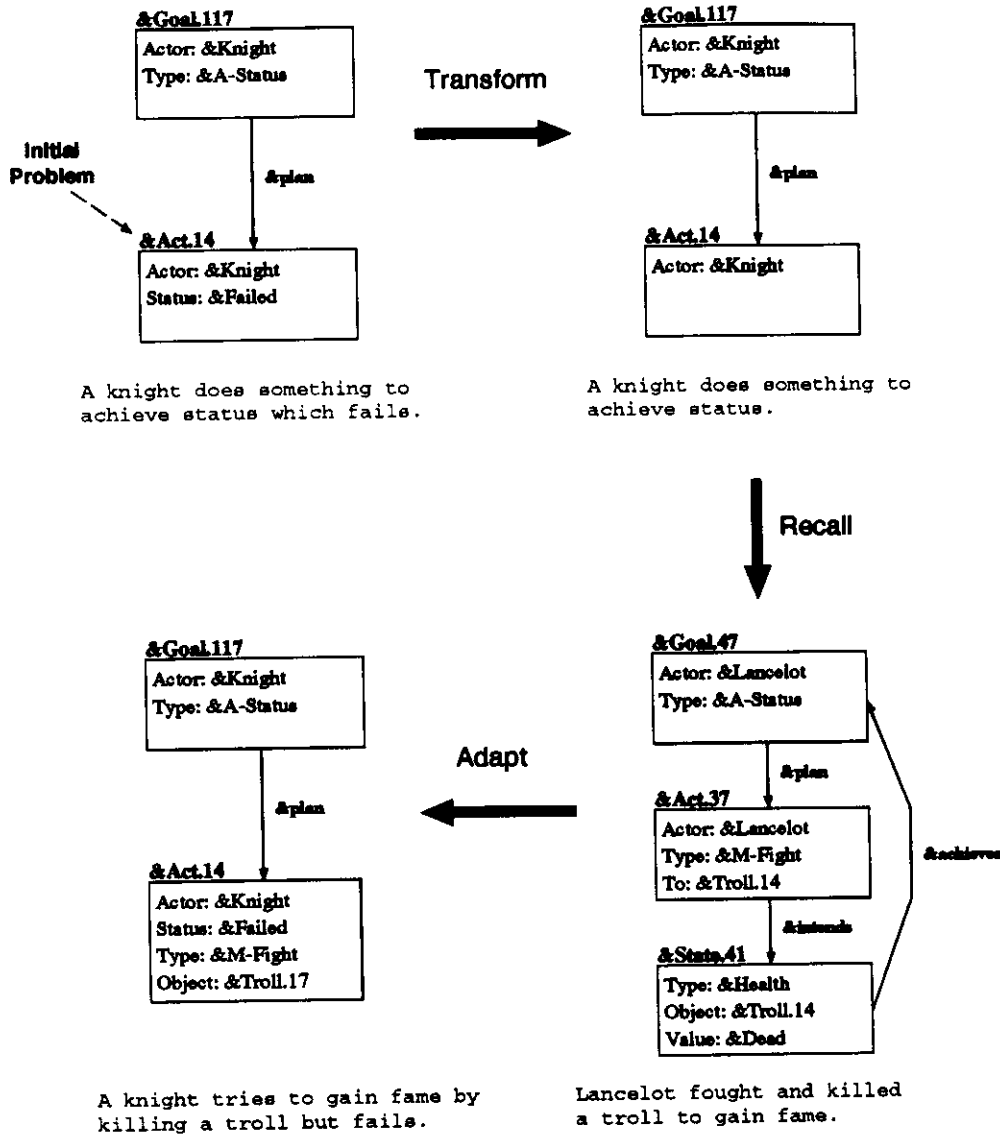 &Goal.117
Actor: &Knight
Type: &A-Status
&plan
Initial
Problem
&Act.14
Actor: &Knight
Status: &Failed
A knight does something to
achieve status which fails.
Transform
&Goal.117
Actor: &Knight
Type: &A-Status
&plan
&Act.14
Actor: &Knight
A knight does something to
achieve status.
Recall
&Goal.47
Actor: &Lancelot
Type: &A-Status
&plan
&Act.37
Actor: &Lancelot
Type: &M-Fight
To: &Troll.14
&intends
&State.41
Type: &Health
Object: &Troll.14
Value: &Dead
&achieves
Lancelot fought and killed
a troll to gain fame.
Adapt
&Goal.117
Actor: &Knight
Type: &A-Status
&plan
&Act.14
Actor: &Knight
Status: &Failed
Type: &M-Fight
Object: &Troll.17
A knight tries to gain fame by
killing a troll but fails.